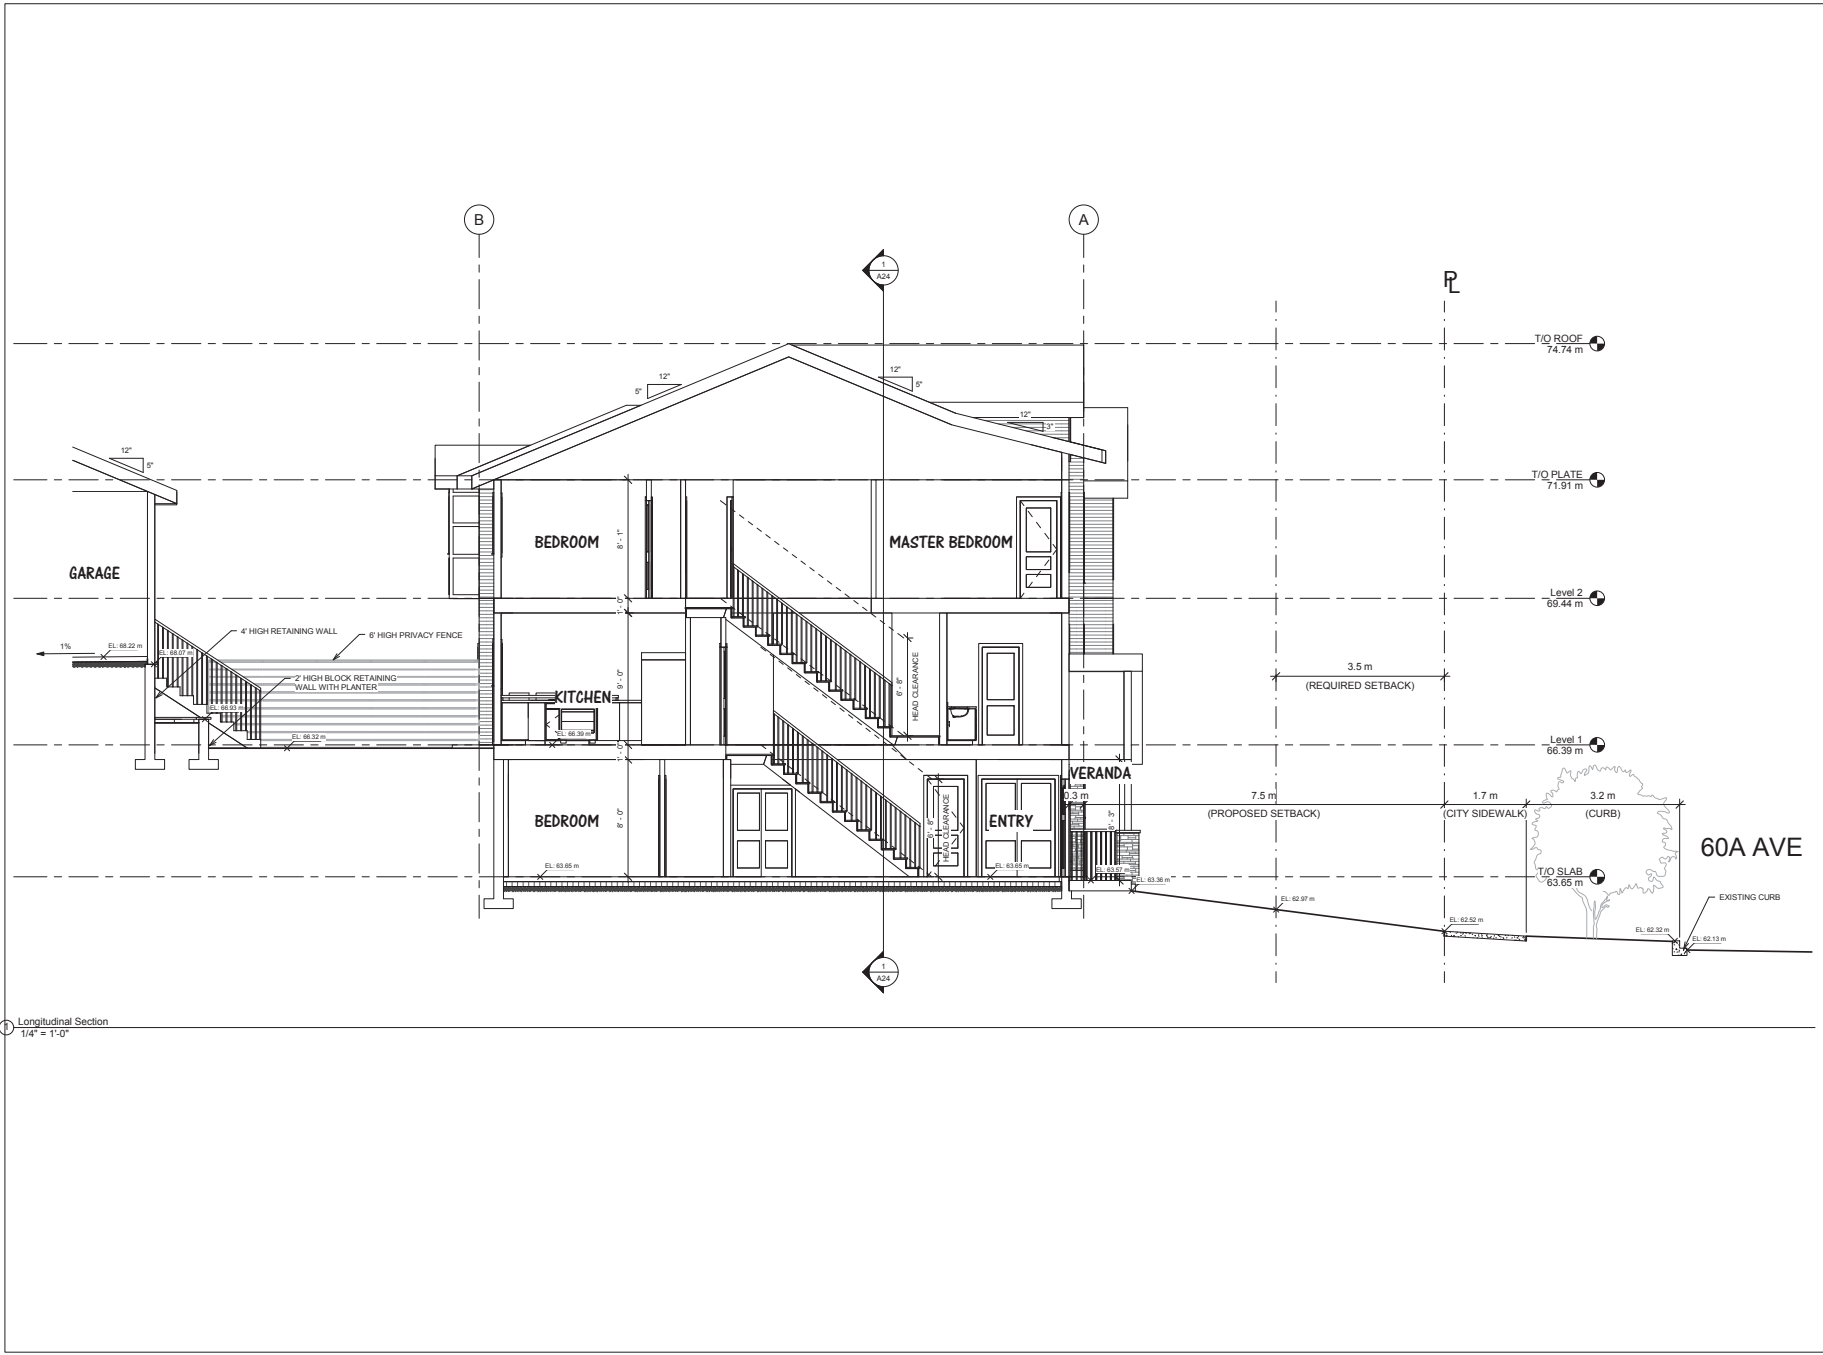 B
A
1
A24
PL
T/O ROOF
74.74 m
12"
5"
12"
5"
12"
3"
12"
5"
T/O PLATE
71.91 m
BEDROOM
8' - 1"
MASTER BEDROOM
GARAGE
Level 2
69.44 m
1' - 0"
4' HIGH RETAINING WALL
6' HIGH PRIVACY FENCE
1%
EL: 68.22 m
EL: 68.07 m
2' HIGH BLOCK RETAINING
WALL WITH PLANTER
EL: 66.93 m
EL: 66.32 m
KITCHEN
9' - 0"
EL: 66.39 m
6' - 8"
HEAD CLEARANCE
3.5 m
(REQUIRED SETBACK)
Level 1
66.39 m
1' - 0"
VERANDA
0.3 m
7.5 m
(PROPOSED SETBACK)
1.7 m
(CITY SIDEWALK)
3.2 m
(CURB)
BEDROOM
8' - 0"
6' - 8"
HEAD CLEARANCE
ENTRY
8' - 3"
60A AVE
EL: 63.65 m
EL: 63.65 m
EL: 63.57 m
EL: 63.36 m
T/O SLAB
63.65 m
EL: 62.97 m
EL: 62.52 m
EL: 62.32 m
EL: 62.13 m
EXISTING CURB
1
A24
1
Longitudinal Section
1/4" = 1'-0"